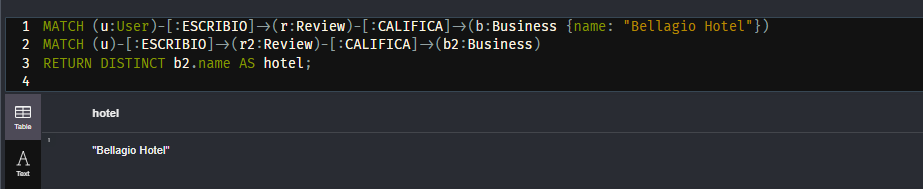 1 MATCH (u:User)-[:ESCRIBIO]→(r:Review)-[:CALIFICA]→(b:Business {name: "Bellagio Hotel"})
2 MATCH (u)-[:ESCRIBIO]→(r2:Review)-[:CALIFICA]→(b2:Business)
3 RETURN DISTINCT b2.name AS hotel;
4
hotel
Table
"Bellagio Hotel"
A
Text